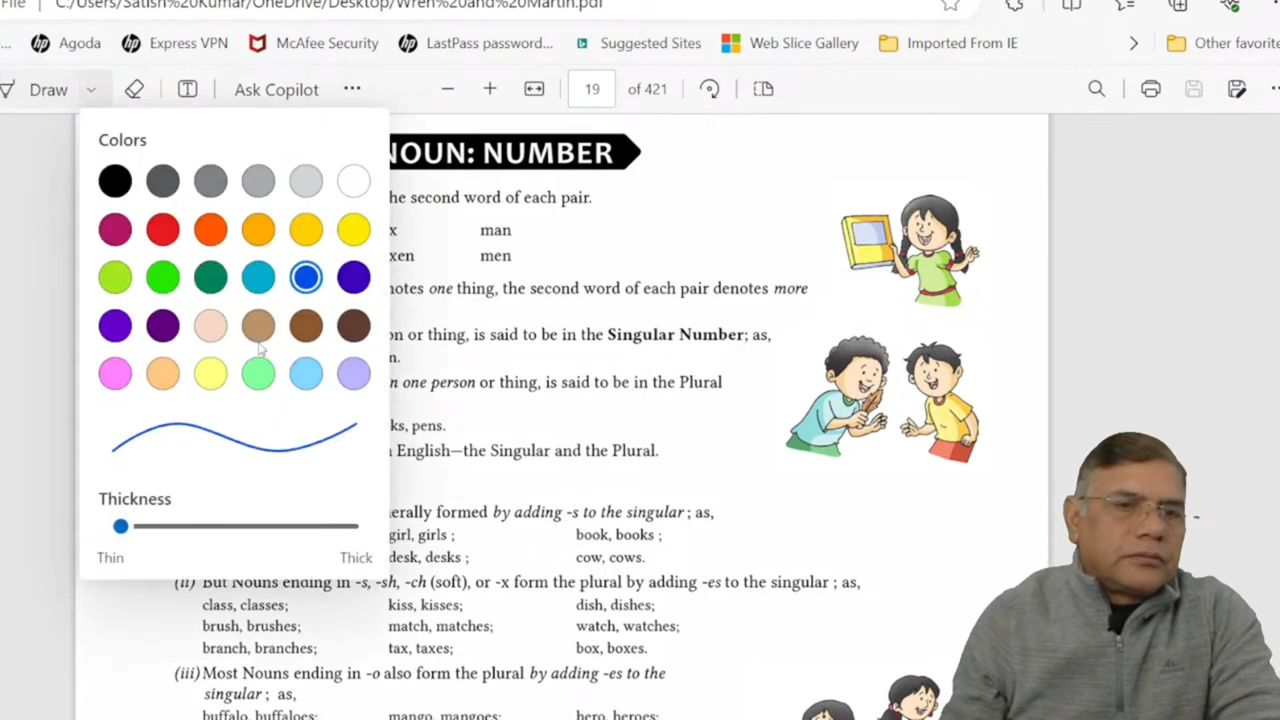 File C:/Users/Satish%20Kumar/OneDrive/Desktop/Wren%20and%20Martin.pdf
... Agoda Express VPN McAfee Security LastPass password... Suggested Sites Web Slice Gallery Imported From IE Other favorite
Draw Ask Copilot ... 19 of 421
Colors
NOUN: NUMBER
he second word of each pair.
x man
xen men
notes one thing, the second word of each pair denotes more
on or thing, is said to be in the Singular Number; as,
n.
n one person or thing, is said to be in the Plural
ks, pens.
English—the Singular and the Plural.
Thickness
Thin Thick
erally formed by adding -s to the singular ; as,
girl, girls ; book, books ;
desk, desks ; cow, cows.
(ii) But Nouns ending in -s, -sh, -ch (soft), or -x form the plural by adding -es to the singular ; as,
class, classes; kiss, kisses; dish, dishes;
brush, brushes; match, matches; watch, watches;
branch, branches; tax, taxes; box, boxes.
(iii) Most Nouns ending in -o also form the plural by adding -es to the
singular ; as,
buffalo, buffaloes; mango, mangoes; hero, heroes;